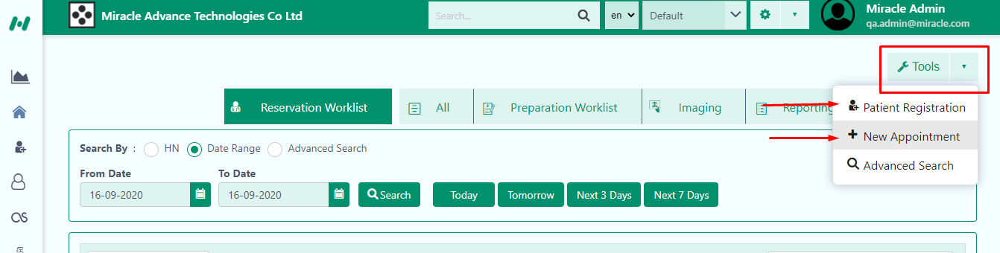 Miracle Advance Technologies Co Ltd
Search...
en
Default
Miracle Admin
qa.admin@miracle.com
Tools
Reservation Worklist
All
Preparation Worklist
Imaging
Reporting
Patient Registration
New Appointment
Advanced Search
Search By : HN Date Range Advanced Search
From Date To Date
16-09-2020 16-09-2020 Search Today Tomorrow Next 3 Days Next 7 Days